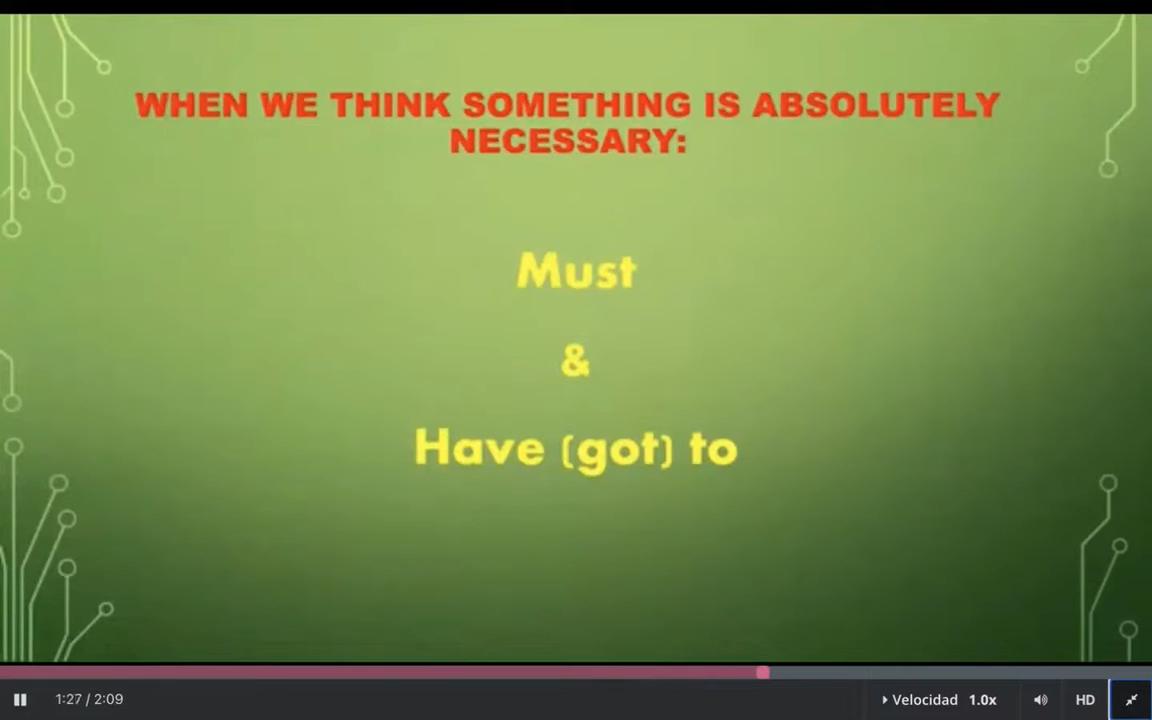 WHEN WE THINK SOMETHING IS ABSOLUTELY
NECESSARY:
Must
&
Have (got) to
1:27 / 2:09
Velocidad 1.0x
HD